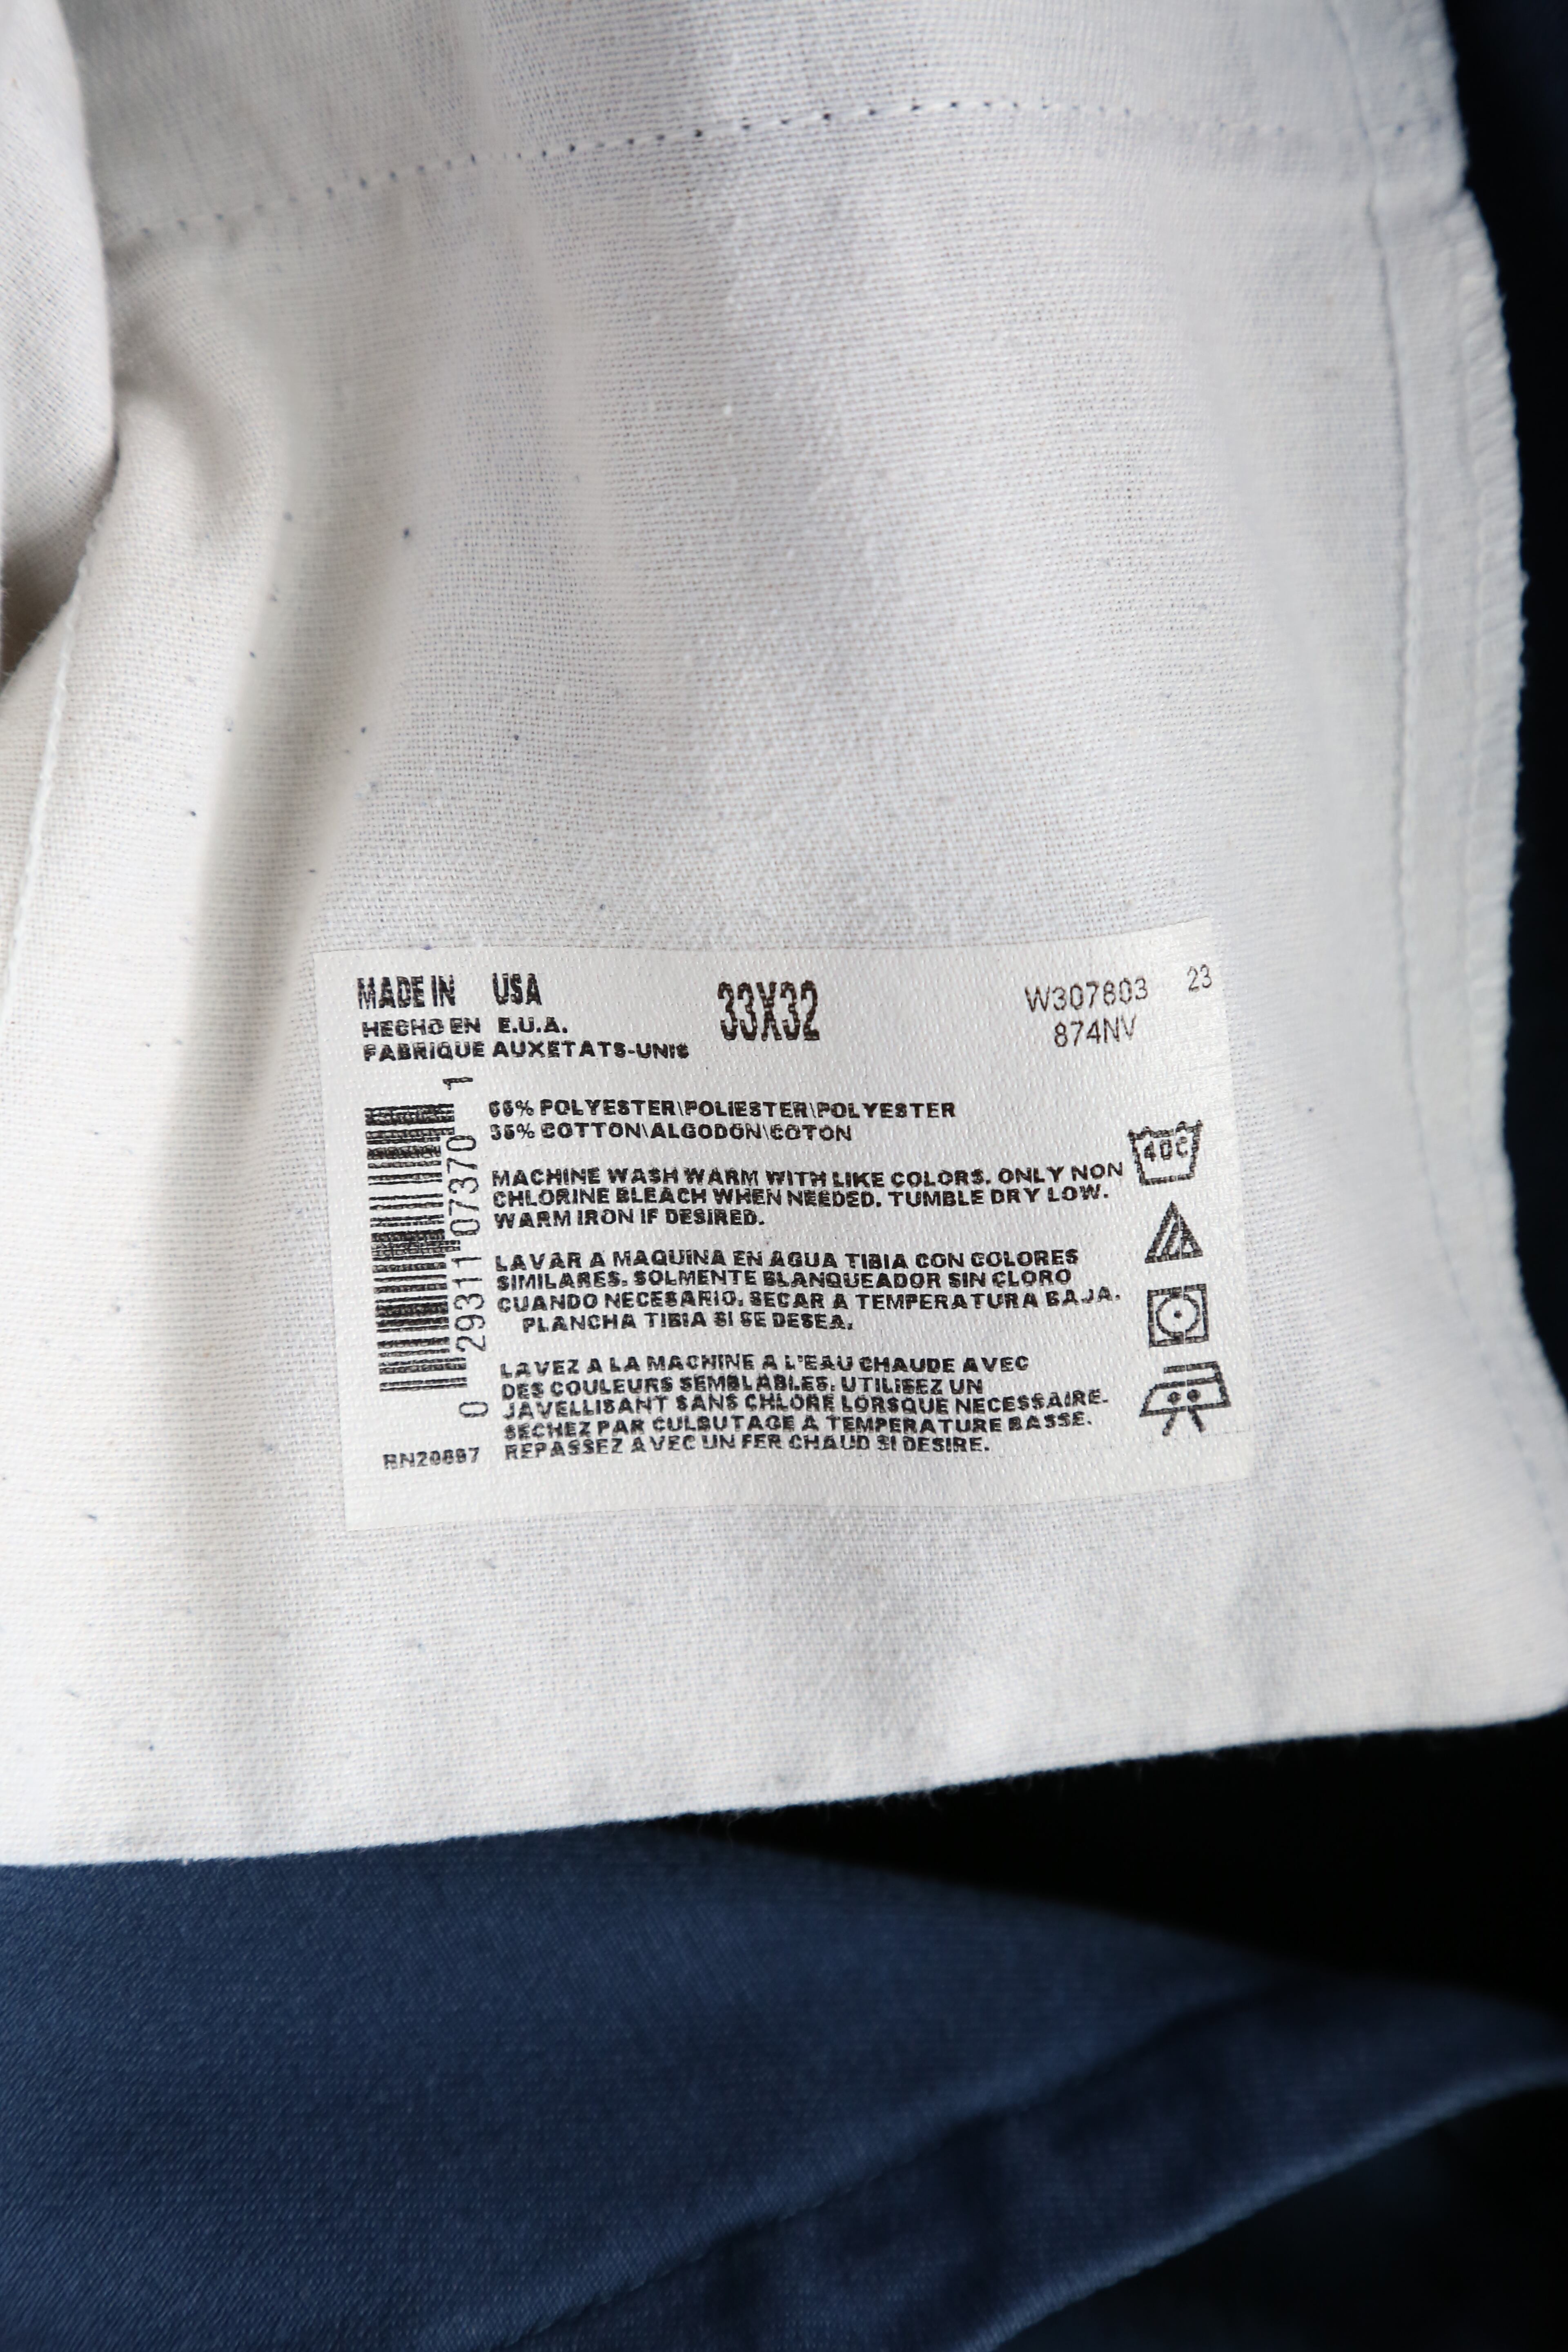 MADE IN USA
HECHO EN E.U.A.
FABRIQUE AUX ETATS-UNIS
33X32
W307803 23
874NV
65% POLYESTER\POLIESTER\POLYESTER
35% COTTON\ALGODON\COTON
MACHINE WASH WARM WITH LIKE COLORS. ONLY NON
CHLORINE BLEACH WHEN NEEDED. TUMBLE DRY LOW.
WARM IRON IF DESIRED.
LAVAR A MAQUINA EN AGUA TIBIA CON COLORES
SIMILARES. SOLMENTE BLANQUEADOR SIN CLORO
CUANDO NECESARIO. SECAR A TEMPERATURA BAJA.
PLANCHA TIBIA SI SE DESEA.
LAVEZ A LA MACHINE A L'EAU CHAUDE AVEC
DES COULEURS SEMBLABLES. UTILISEZ UN
JAVELLISANT SANS CHLORE LORSQUE NECESSAIRE.
SECHEZ PAR CULBUTAGE A TEMPERATURE BASSE.
REPASSEZ AVEC UN FER CHAUD SI DESIRE.
40C
0 29311 07370 1
RN20697